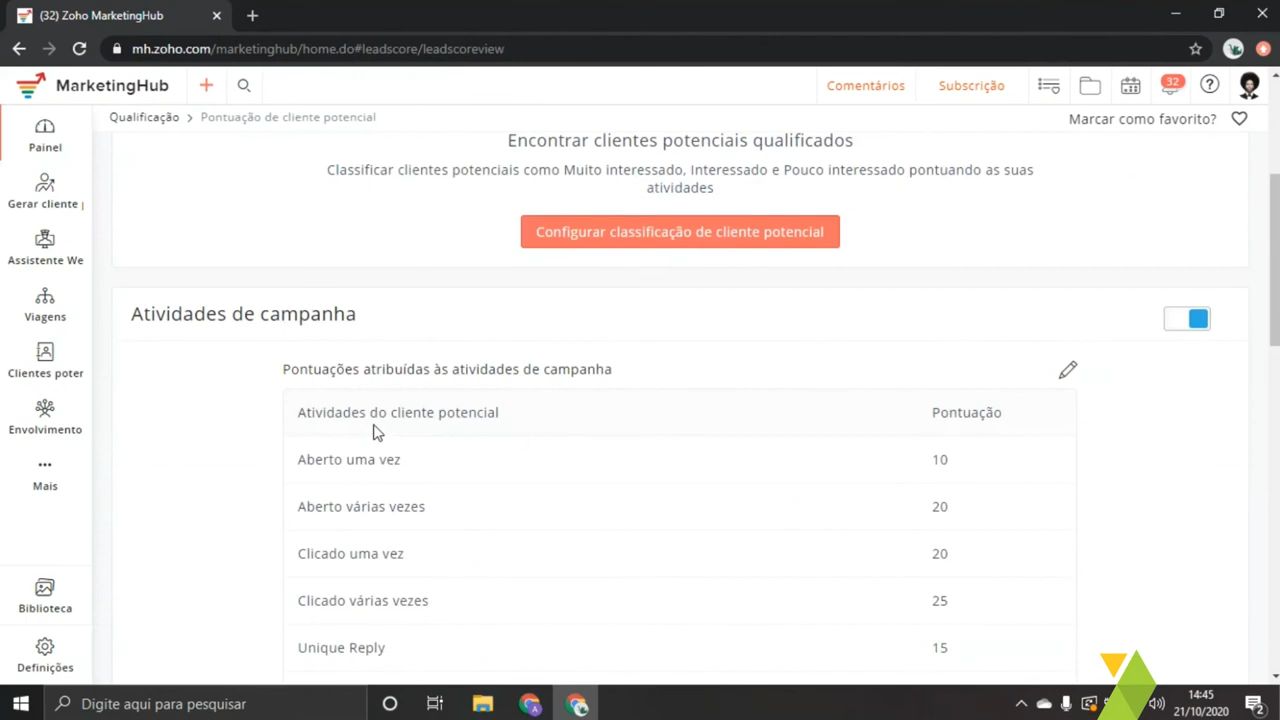 (32) Zoho MarketingHub
mh.zoho.com/marketinghub/home.do#leadscore/leadscoreview
MarketingHub
Comentários
Subscrição
32
Qualificação > Pontuação de cliente potencial
Marcar como favorito?
Painel
Gerar cliente
Assistente We
Viagens
Clientes poter
Envolvimento
Mais
Biblioteca
Definições
Encontrar clientes potenciais qualificados
Classificar clientes potenciais como Muito interessado, Interessado e Pouco interessado pontuando as suas
atividades
Configurar classificação de cliente potencial
Atividades de campanha
Pontuações atribuídas às atividades de campanha
Atividades do cliente potencial Pontuação
Aberto uma vez 10
Aberto várias vezes 20
Clicado uma vez 20
Clicado várias vezes 25
Unique Reply 15
Digite aqui para pesquisar
14:45
21/10/2020
2